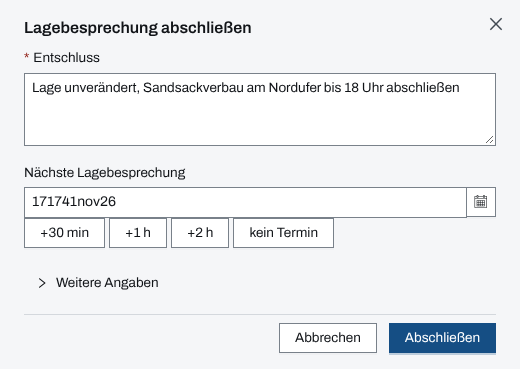 Lagebesprechung abschließen
* Entschluss
Lage unverändert, Sandsackverbau am Nordufer bis 18 Uhr abschließen
Nächste Lagebesprechung
171741nov26
+30 min +1 h +2 h kein Termin
Weitere Angaben
Abbrechen Abschließen